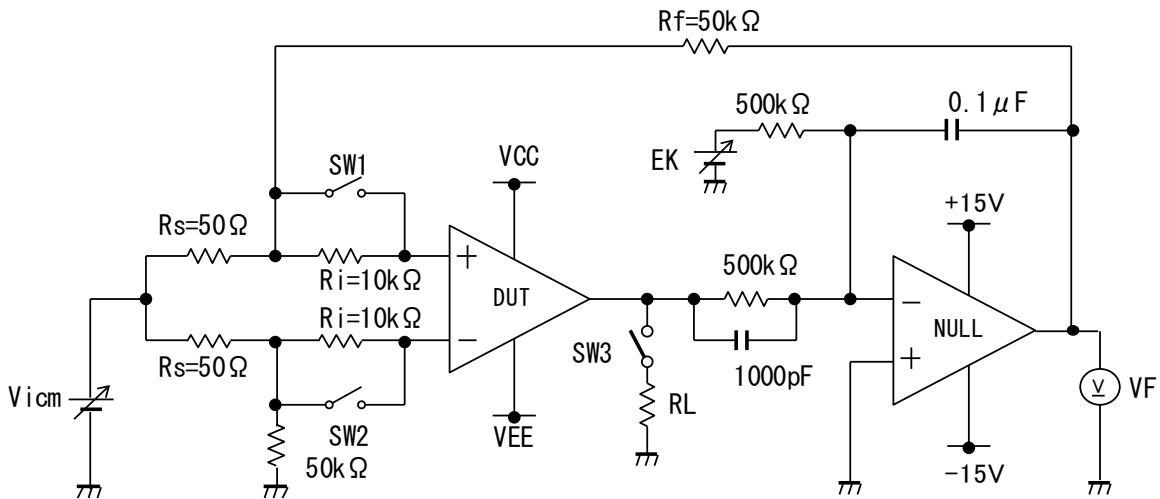 Rf=50kΩ
500kΩ
0.1μF
EK
SW1
VCC
+15V
Rs=50Ω
Ri=10kΩ
500kΩ
DUT
NULL
Ri=10kΩ
Rs=50Ω
SW3
1000pF
Vicm
SW2
RL
V
VF
50kΩ
VEE
-15V